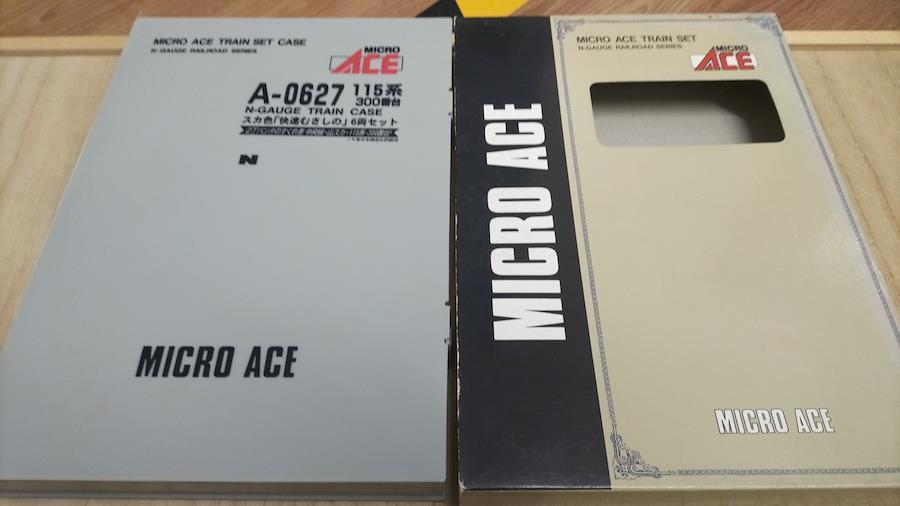 MICRO ACE TRAIN SET CASE
N-GAUGE RAILROAD SERIES
MICRO
ACE
A-0627 115系
300番台
N-GAUGE TRAIN CASE
スカ色「快速むさしの」6両セット
N
MICRO ACE
MICRO ACE
MICRO ACE TRAIN SET
N-GAUGE RAILROAD SERIES
MICRO
ACE
MICRO ACE